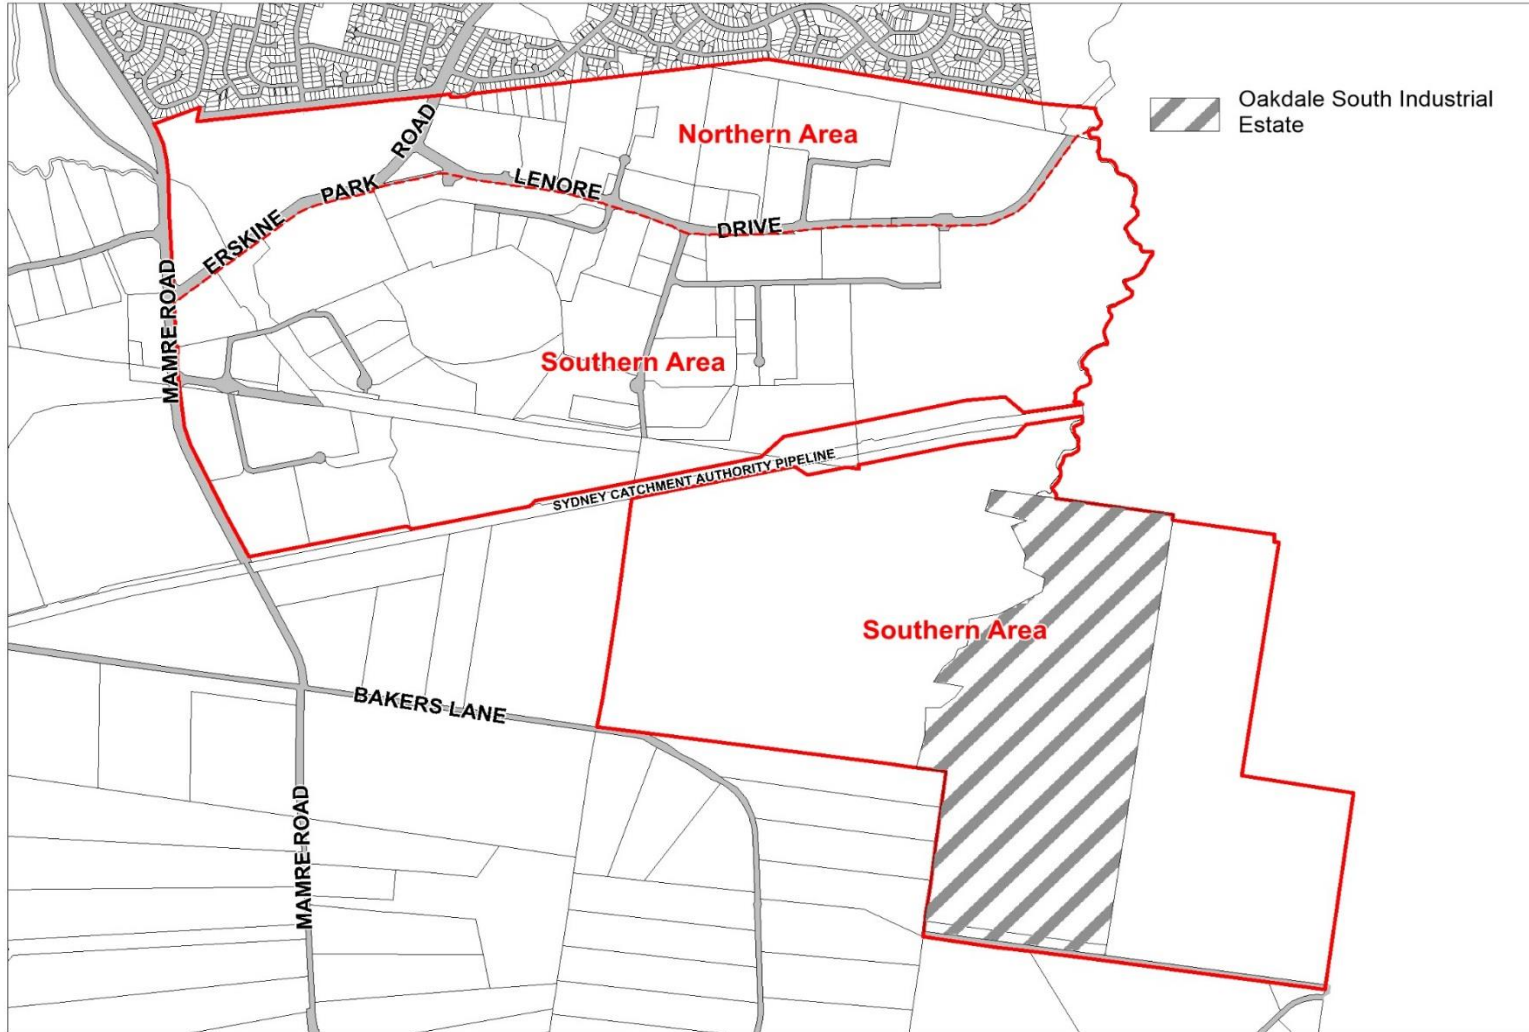 Oakdale South Industrial
Estate
Northern Area
ERSKINE PARK ROAD
LENORE DRIVE
MAMRE ROAD
Southern Area
SYDNEY CATCHMENT AUTHORITY PIPELINE
Southern Area
BAKERS LANE
MAMRE ROAD